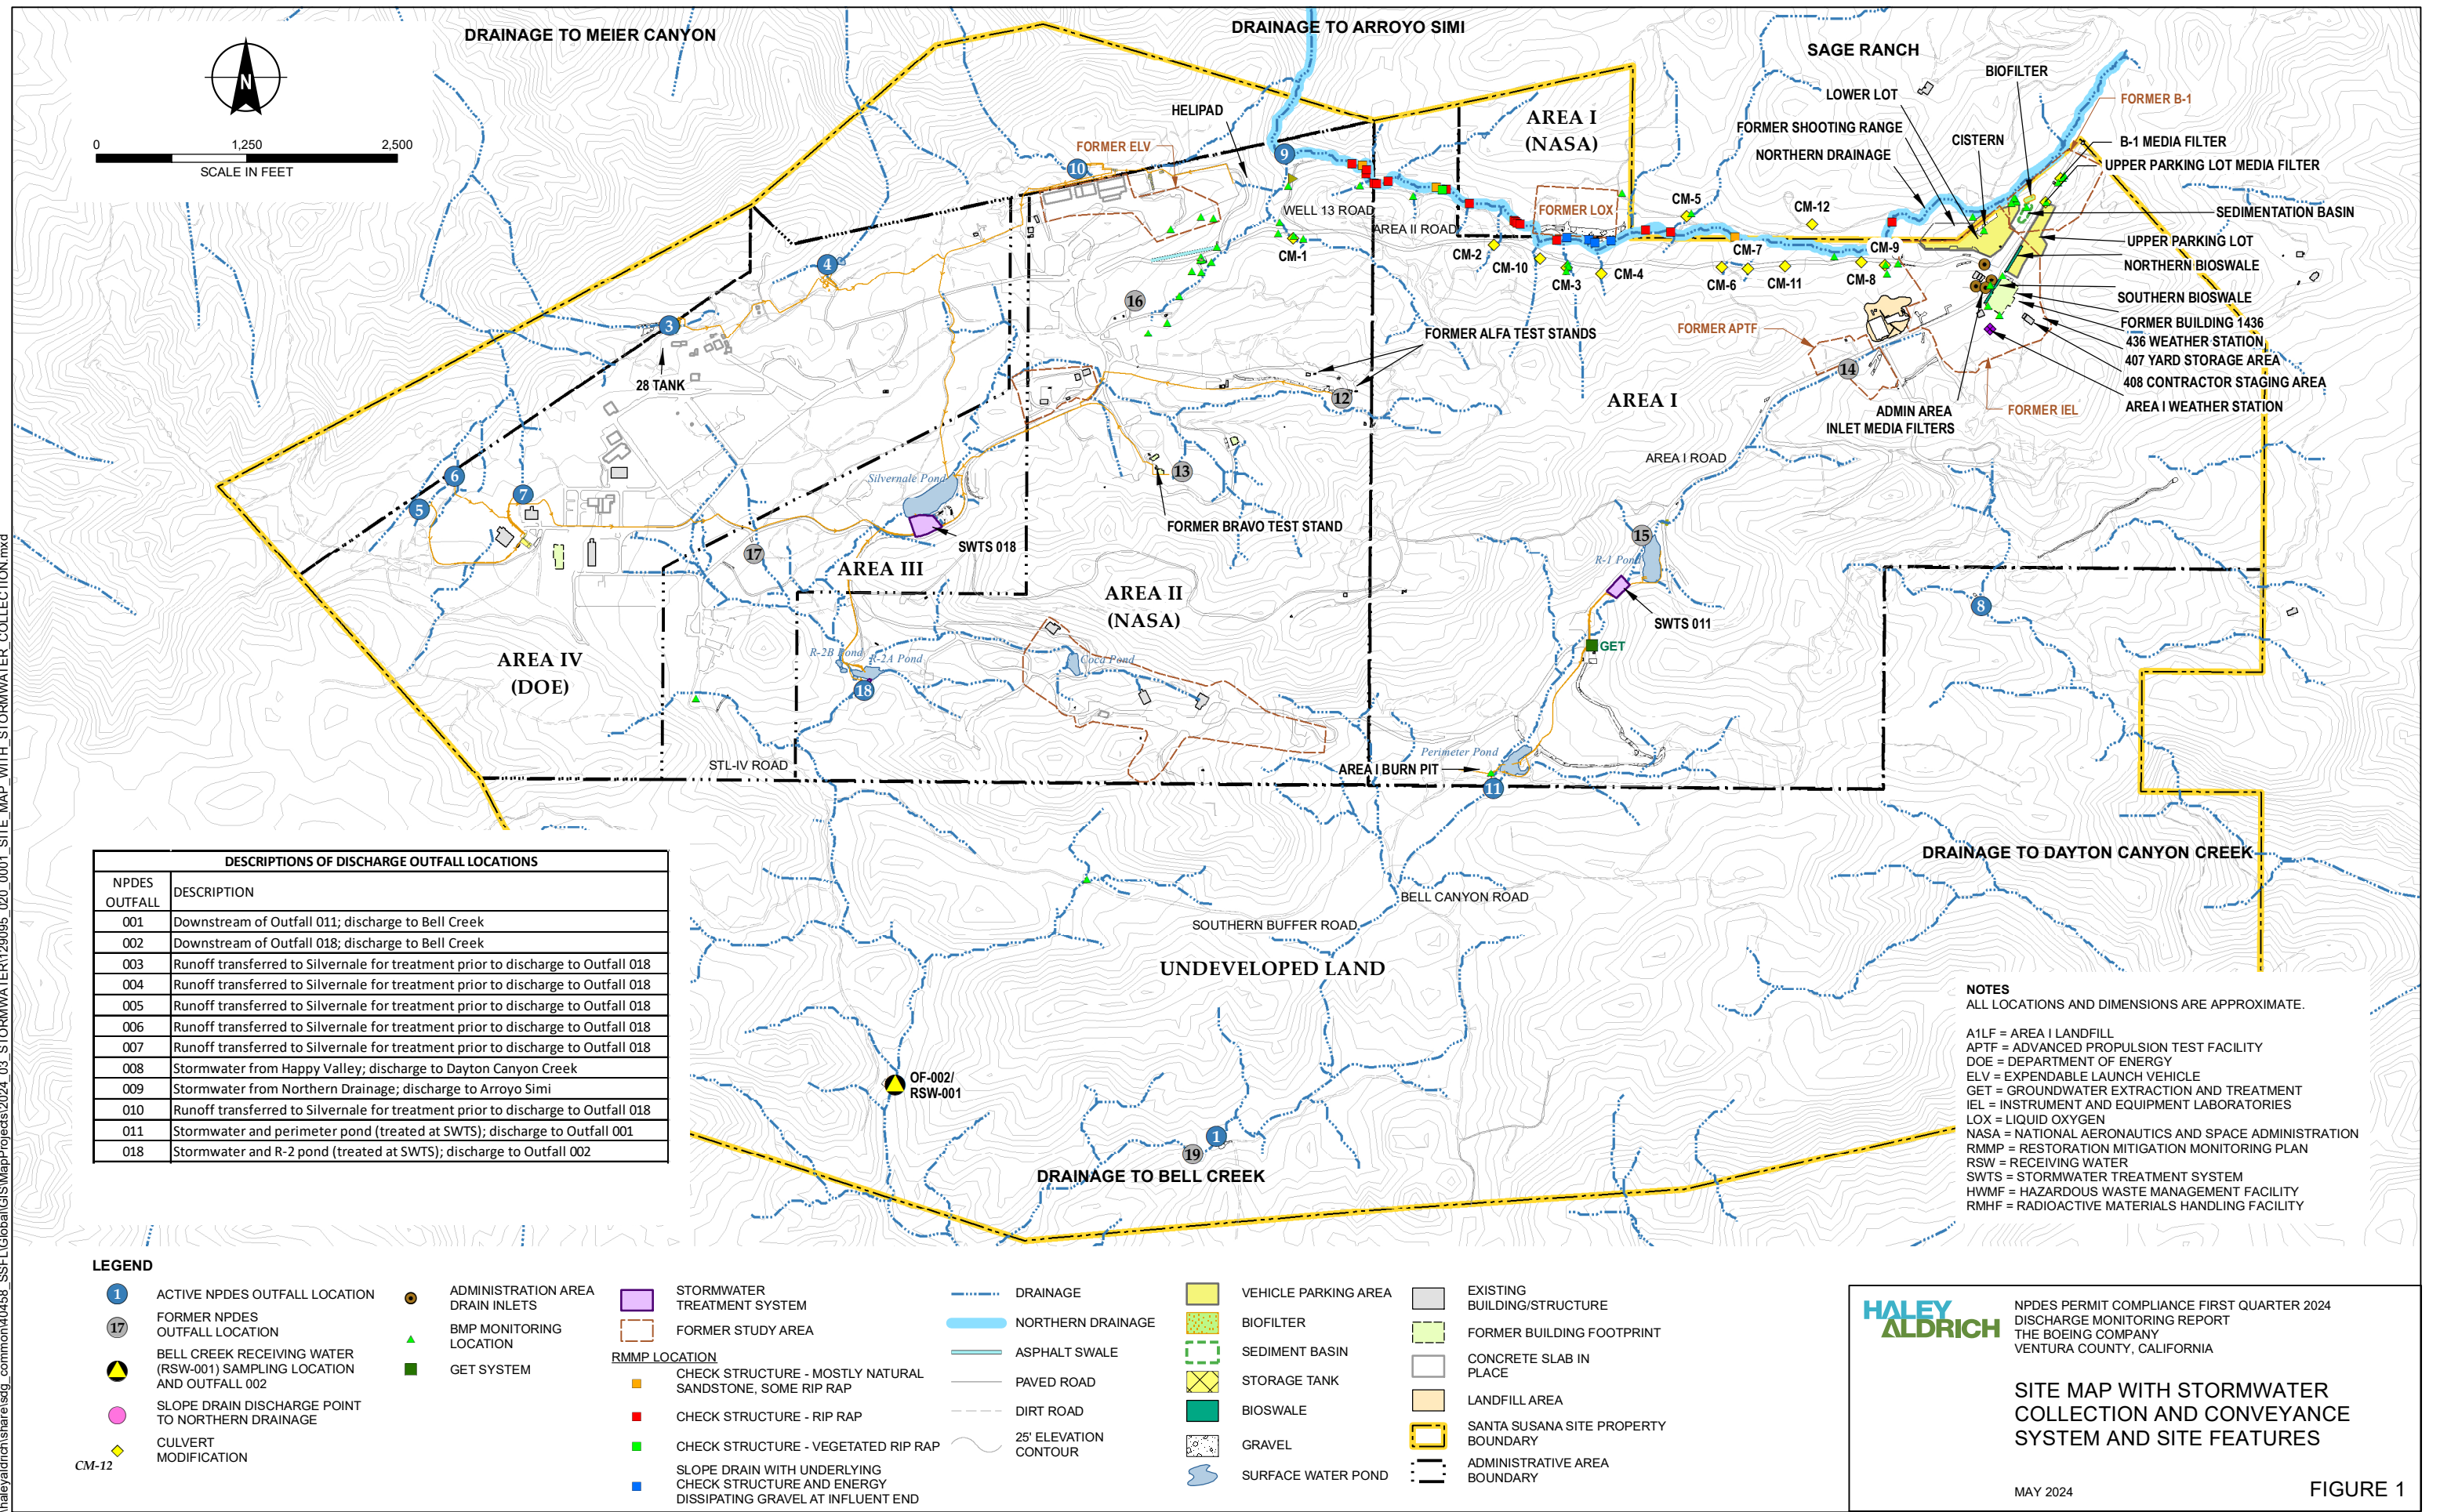 DRAINAGE TO MEIER CANYON
DRAINAGE TO ARROYO SIMI
SAGE RANCH
N
0 1,250 2,500
SCALE IN FEET
HELIPAD
FORMER ELV
AREA I
(NASA)
BIOFILTER
LOWER LOT
FORMER B-1
FORMER SHOOTING RANGE
CISTERN
B-1 MEDIA FILTER
NORTHERN DRAINAGE
UPPER PARKING LOT MEDIA FILTER
9
10
WELL 13 ROAD
AREA II ROAD
FORMER LOX
CM-5
CM-12
SEDIMENTATION BASIN
UPPER PARKING LOT
NORTHERN BIOSWALE
SOUTHERN BIOSWALE
FORMER BUILDING 1436
436 WEATHER STATION
407 YARD STORAGE AREA
408 CONTRACTOR STAGING AREA
AREA I WEATHER STATION
CM-1
CM-2
CM-10
CM-3
CM-4
CM-6
CM-7
CM-11
CM-8
CM-9
4
3
28 TANK
16
FORMER ALFA TEST STANDS
FORMER APTF
14
12
AREA I
ADMIN AREA
INLET MEDIA FILTERS
FORMER IEL
AREA I ROAD
6
7
5
Silvernale Pond
13
FORMER BRAVO TEST STAND
SWTS 018
17
AREA III
15
R-1 Pond
SWTS 011
8
AREA II
(NASA)
GET
AREA IV
(DOE)
R-2B Pond
R-2A Pond
Coca Pond
18
STL-IV ROAD
Perimeter Pond
AREA I BURN PIT
11
DRAINAGE TO DAYTON CANYON CREEK
BELL CANYON ROAD
SOUTHERN BUFFER ROAD
UNDEVELOPED LAND
OF-002/
RSW-001
1
19
DRAINAGE TO BELL CREEK
DESCRIPTIONS OF DISCHARGE OUTFALL LOCATIONS
NPDES
OUTFALL DESCRIPTION
001 Downstream of Outfall 011; discharge to Bell Creek
002 Downstream of Outfall 018; discharge to Bell Creek
003 Runoff transferred to Silvernale for treatment prior to discharge to Outfall 018
004 Runoff transferred to Silvernale for treatment prior to discharge to Outfall 018
005 Runoff transferred to Silvernale for treatment prior to discharge to Outfall 018
006 Runoff transferred to Silvernale for treatment prior to discharge to Outfall 018
007 Runoff transferred to Silvernale for treatment prior to discharge to Outfall 018
008 Stormwater from Happy Valley; discharge to Dayton Canyon Creek
009 Stormwater from Northern Drainage; discharge to Arroyo Simi
010 Runoff transferred to Silvernale for treatment prior to discharge to Outfall 018
011 Stormwater and perimeter pond (treated at SWTS); discharge to Outfall 001
018 Stormwater and R-2 pond (treated at SWTS); discharge to Outfall 002
NOTES
ALL LOCATIONS AND DIMENSIONS ARE APPROXIMATE.
A1LF = AREA I LANDFILL
APTF = ADVANCED PROPULSION TEST FACILITY
DOE = DEPARTMENT OF ENERGY
ELV = EXPENDABLE LAUNCH VEHICLE
GET = GROUNDWATER EXTRACTION AND TREATMENT
IEL = INSTRUMENT AND EQUIPMENT LABORATORIES
LOX = LIQUID OXYGEN
NASA = NATIONAL AERONAUTICS AND SPACE ADMINISTRATION
RMMP = RESTORATION MITIGATION MONITORING PLAN
RSW = RECEIVING WATER
SWTS = STORMWATER TREATMENT SYSTEM
HWMF = HAZARDOUS WASTE MANAGEMENT FACILITY
RMHF = RADIOACTIVE MATERIALS HANDLING FACILITY
LEGEND
1 ACTIVE NPDES OUTFALL LOCATION
17 FORMER NPDES
OUTFALL LOCATION
BELL CREEK RECEIVING WATER
(RSW-001) SAMPLING LOCATION
AND OUTFALL 002
SLOPE DRAIN DISCHARGE POINT
TO NORTHERN DRAINAGE
CM-12 CULVERT
MODIFICATION
ADMINISTRATION AREA
DRAIN INLETS
BMP MONITORING
LOCATION
GET SYSTEM
STORMWATER
TREATMENT SYSTEM
FORMER STUDY AREA
RMMP LOCATION
CHECK STRUCTURE - MOSTLY NATURAL
SANDSTONE, SOME RIP RAP
CHECK STRUCTURE - RIP RAP
CHECK STRUCTURE - VEGETATED RIP RAP
SLOPE DRAIN WITH UNDERLYING
CHECK STRUCTURE AND ENERGY
DISSIPATING GRAVEL AT INFLUENT END
DRAINAGE
NORTHERN DRAINAGE
ASPHALT SWALE
PAVED ROAD
DIRT ROAD
25' ELEVATION
CONTOUR
VEHICLE PARKING AREA
BIOFILTER
SEDIMENT BASIN
STORAGE TANK
BIOSWALE
GRAVEL
SURFACE WATER POND
EXISTING
BUILDING/STRUCTURE
FORMER BUILDING FOOTPRINT
CONCRETE SLAB IN
PLACE
LANDFILL AREA
SANTA SUSANA SITE PROPERTY
BOUNDARY
ADMINISTRATIVE AREA
BOUNDARY
HALEY
ALDRICH
NPDES PERMIT COMPLIANCE FIRST QUARTER 2024
DISCHARGE MONITORING REPORT
THE BOEING COMPANY
VENTURA COUNTY, CALIFORNIA
SITE MAP WITH STORMWATER
COLLECTION AND CONVEYANCE
SYSTEM AND SITE FEATURES
MAY 2024
FIGURE 1